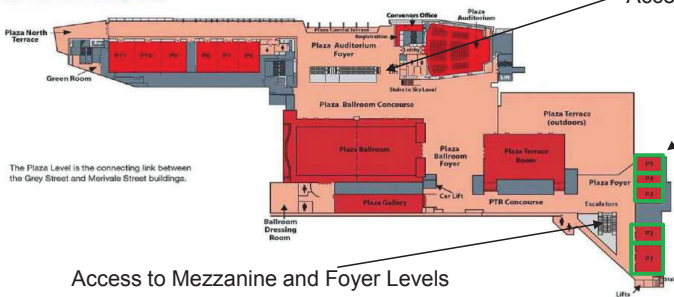 Plaza North
Terrace
Green Room
P11
P10
P9
P8
P7
P6
Plaza Central Terrace
Registration
Plaza Auditorium
Foyer
Convenors Office
Lobby
Plaza
Auditorium
Lift
Stairs to Sky Level
Plaza Ballroom Concourse
Plaza Ballroom
Plaza
Ballroom
Foyer
Plaza Terrace
(outdoors)
Plaza Terrace
Room
Plaza Foyer
P5
P4
P3
P2
P1
The Plaza Level is the connecting link between
the Grey Street and Merivale Street buildings.
Ballroom
Dressing
Room
Plaza Gallery
Car Lift
PTR Concourse
Escalators
Lifts
Access to Mezzanine and Foyer Levels